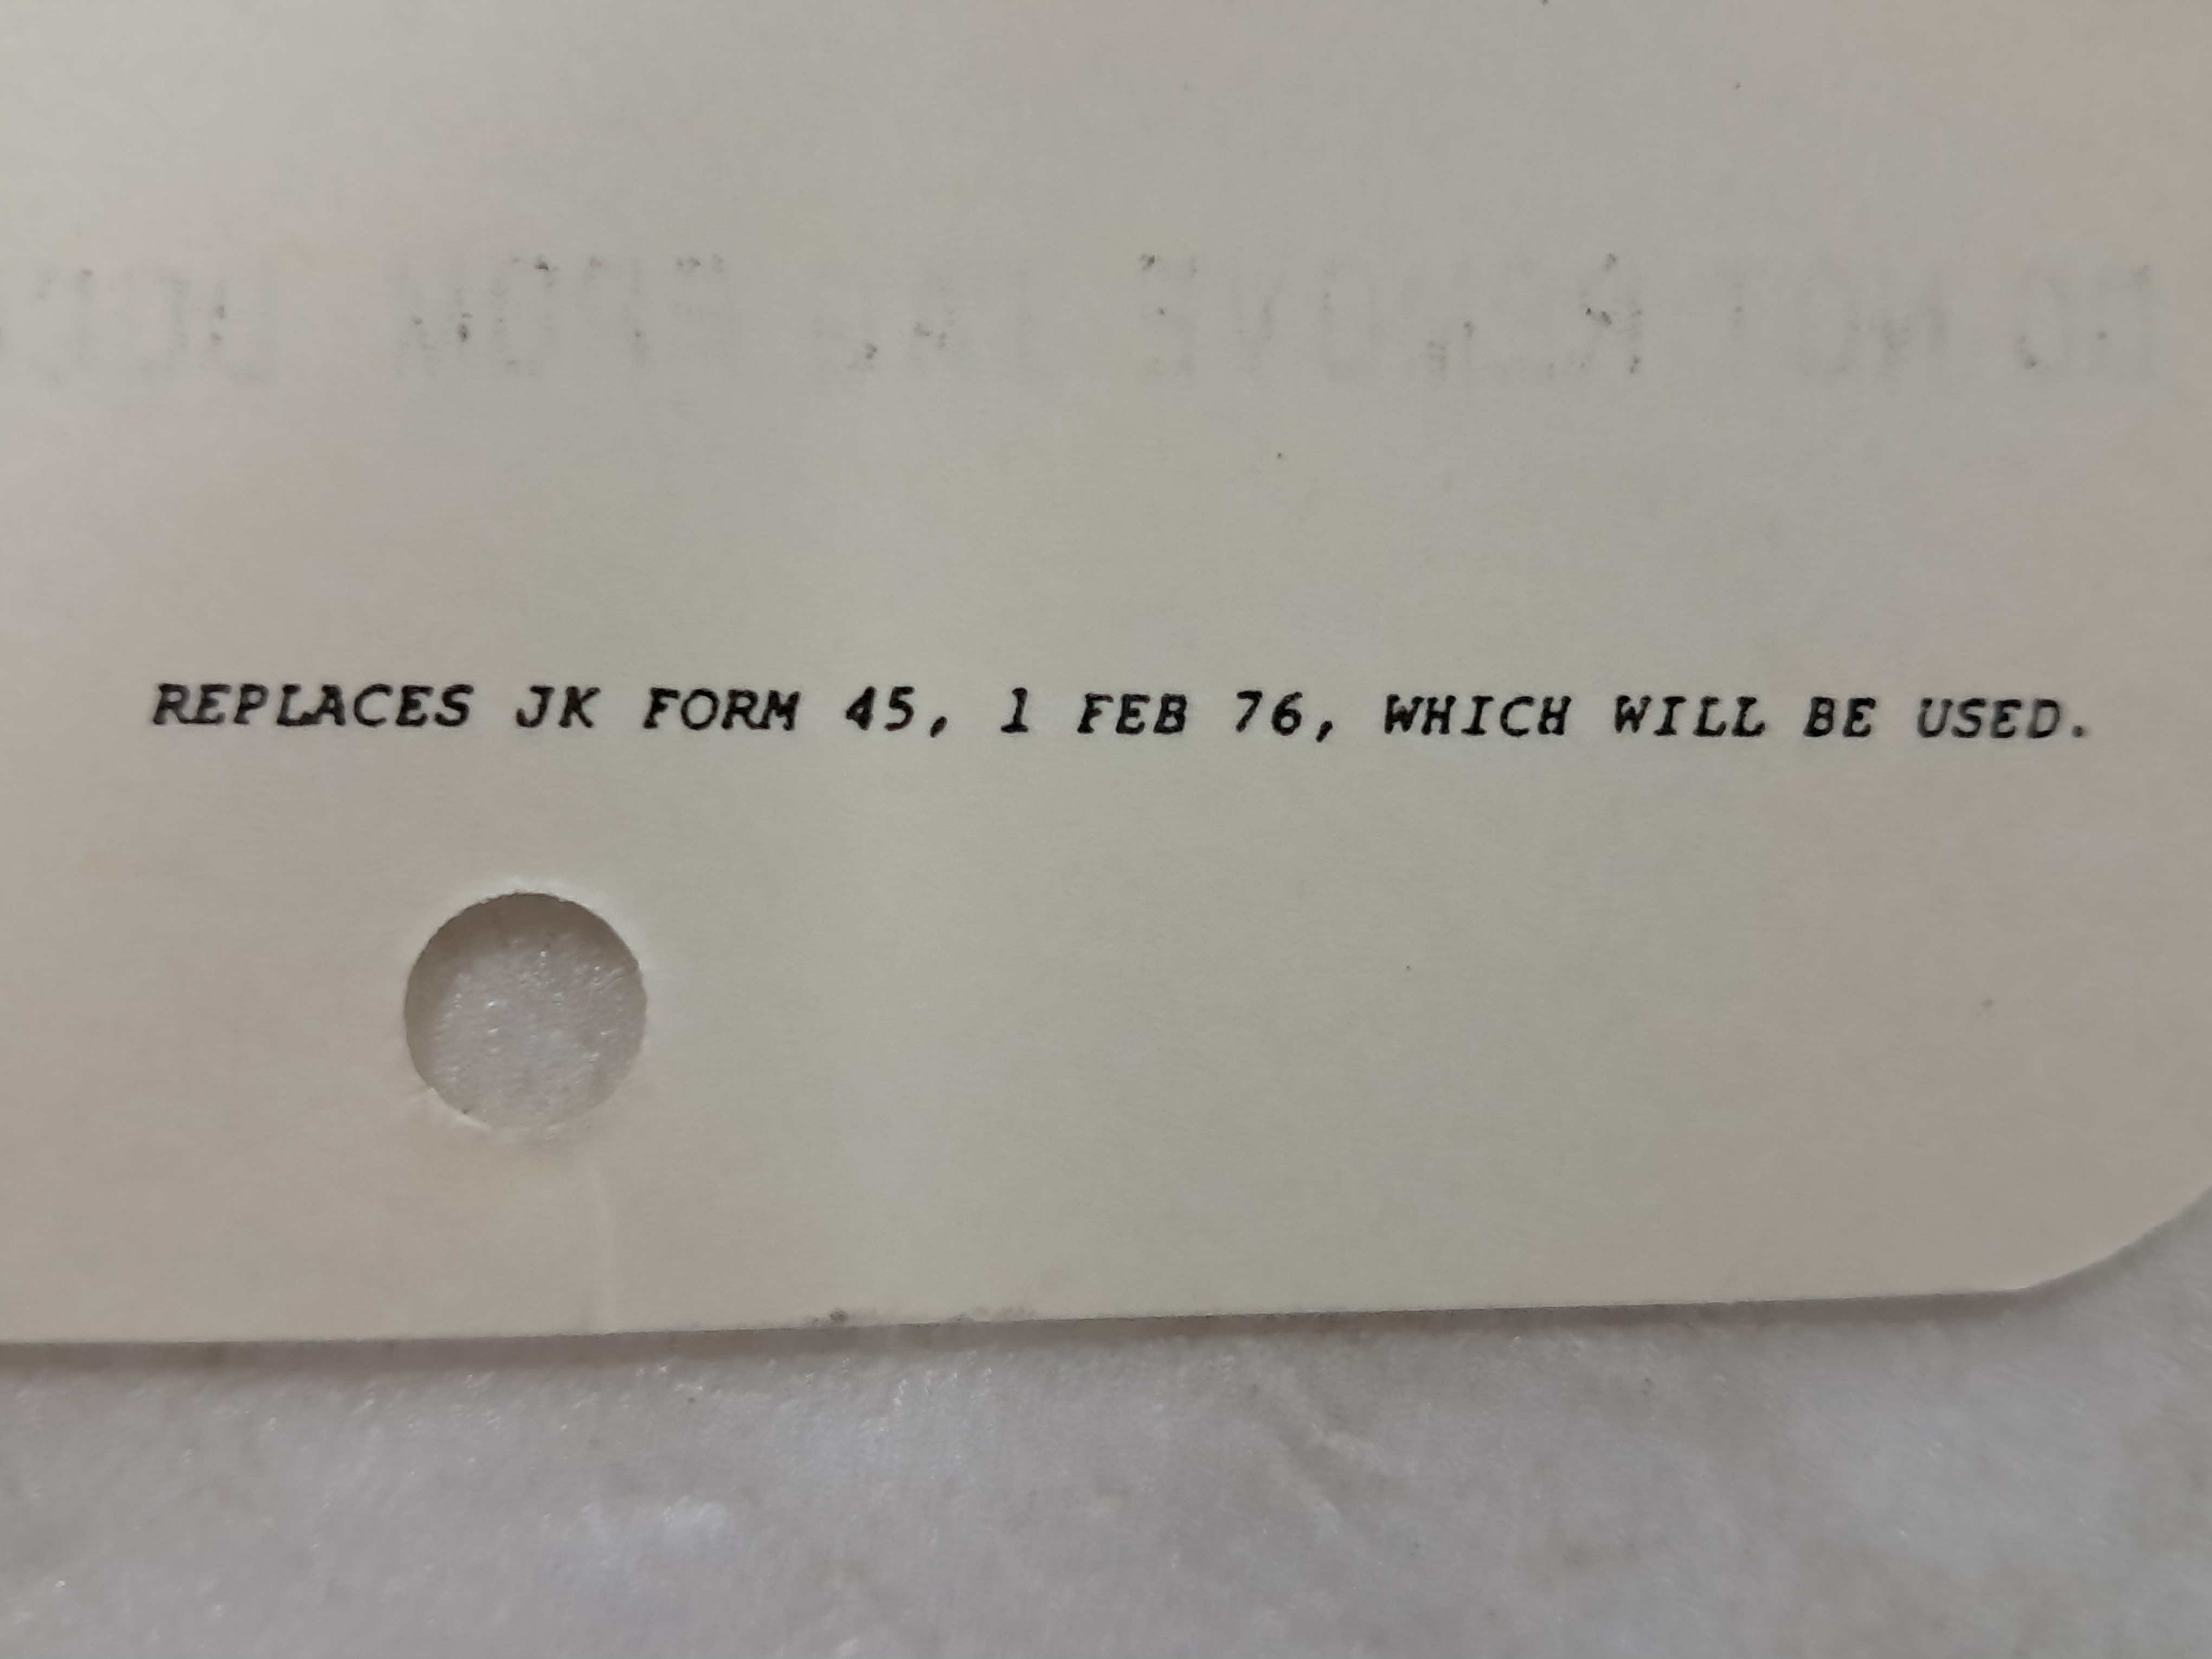 REPLACES JK FORM 45, 1 FEB 76, WHICH WILL BE USED.